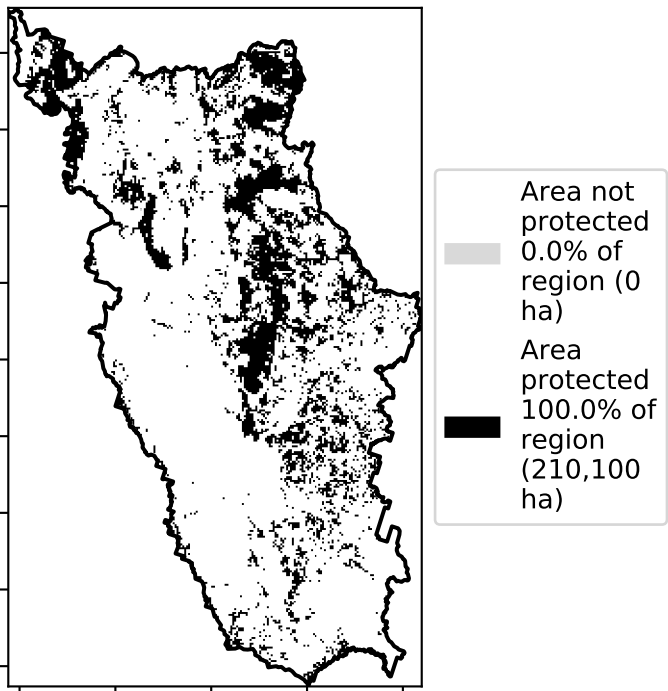 Area not
protected
0.0% of
region (0
ha)
Area
protected
100.0% of
region
(210,100
ha)